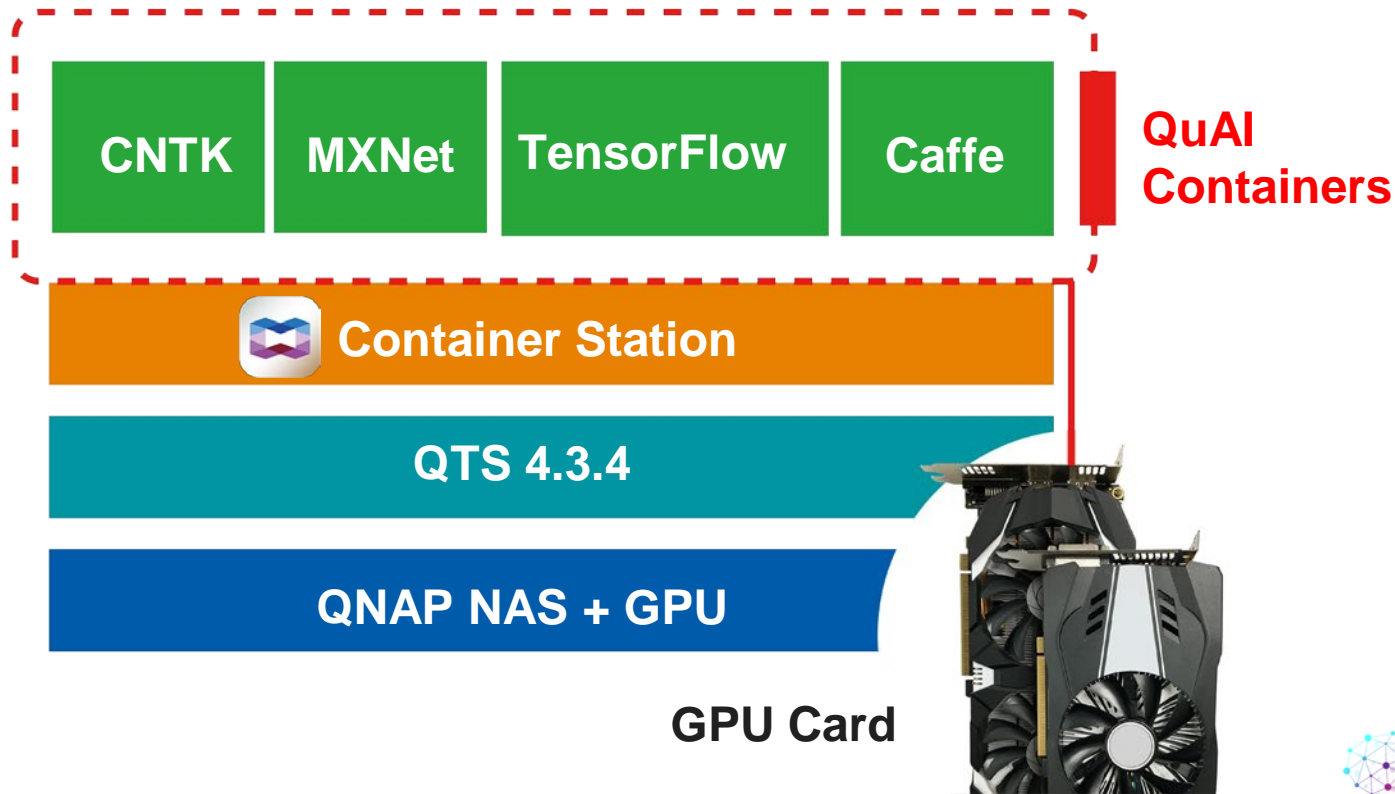 CNTK
MXNet
TensorFlow
Caffe
QuAI
Containers
Container Station
QTS 4.3.4
QNAP NAS + GPU
GPU Card